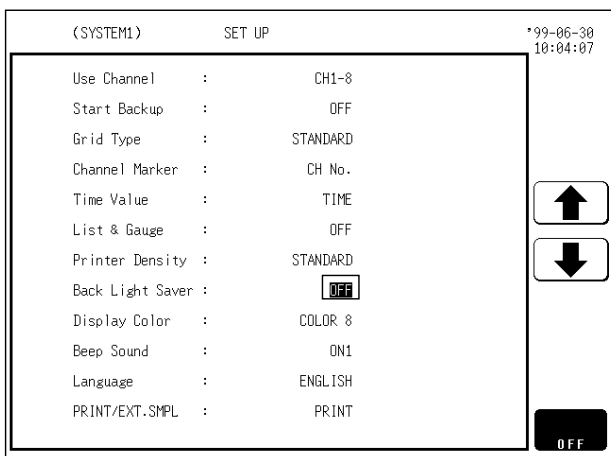 (SYSTEM1) SET UP '99-06-30
10:04:07
Use Channel : CH1-8
Start Backup : OFF
Grid Type : STANDARD
Channel Marker : CH No.
Time Value : TIME
List & Gauge : OFF
Printer Density : STANDARD
Back Light Saver : OFF
Display Color : COLOR 8
Beep Sound : ON1
Language : ENGLISH
PRINT/EXT.SMPL : PRINT
OFF